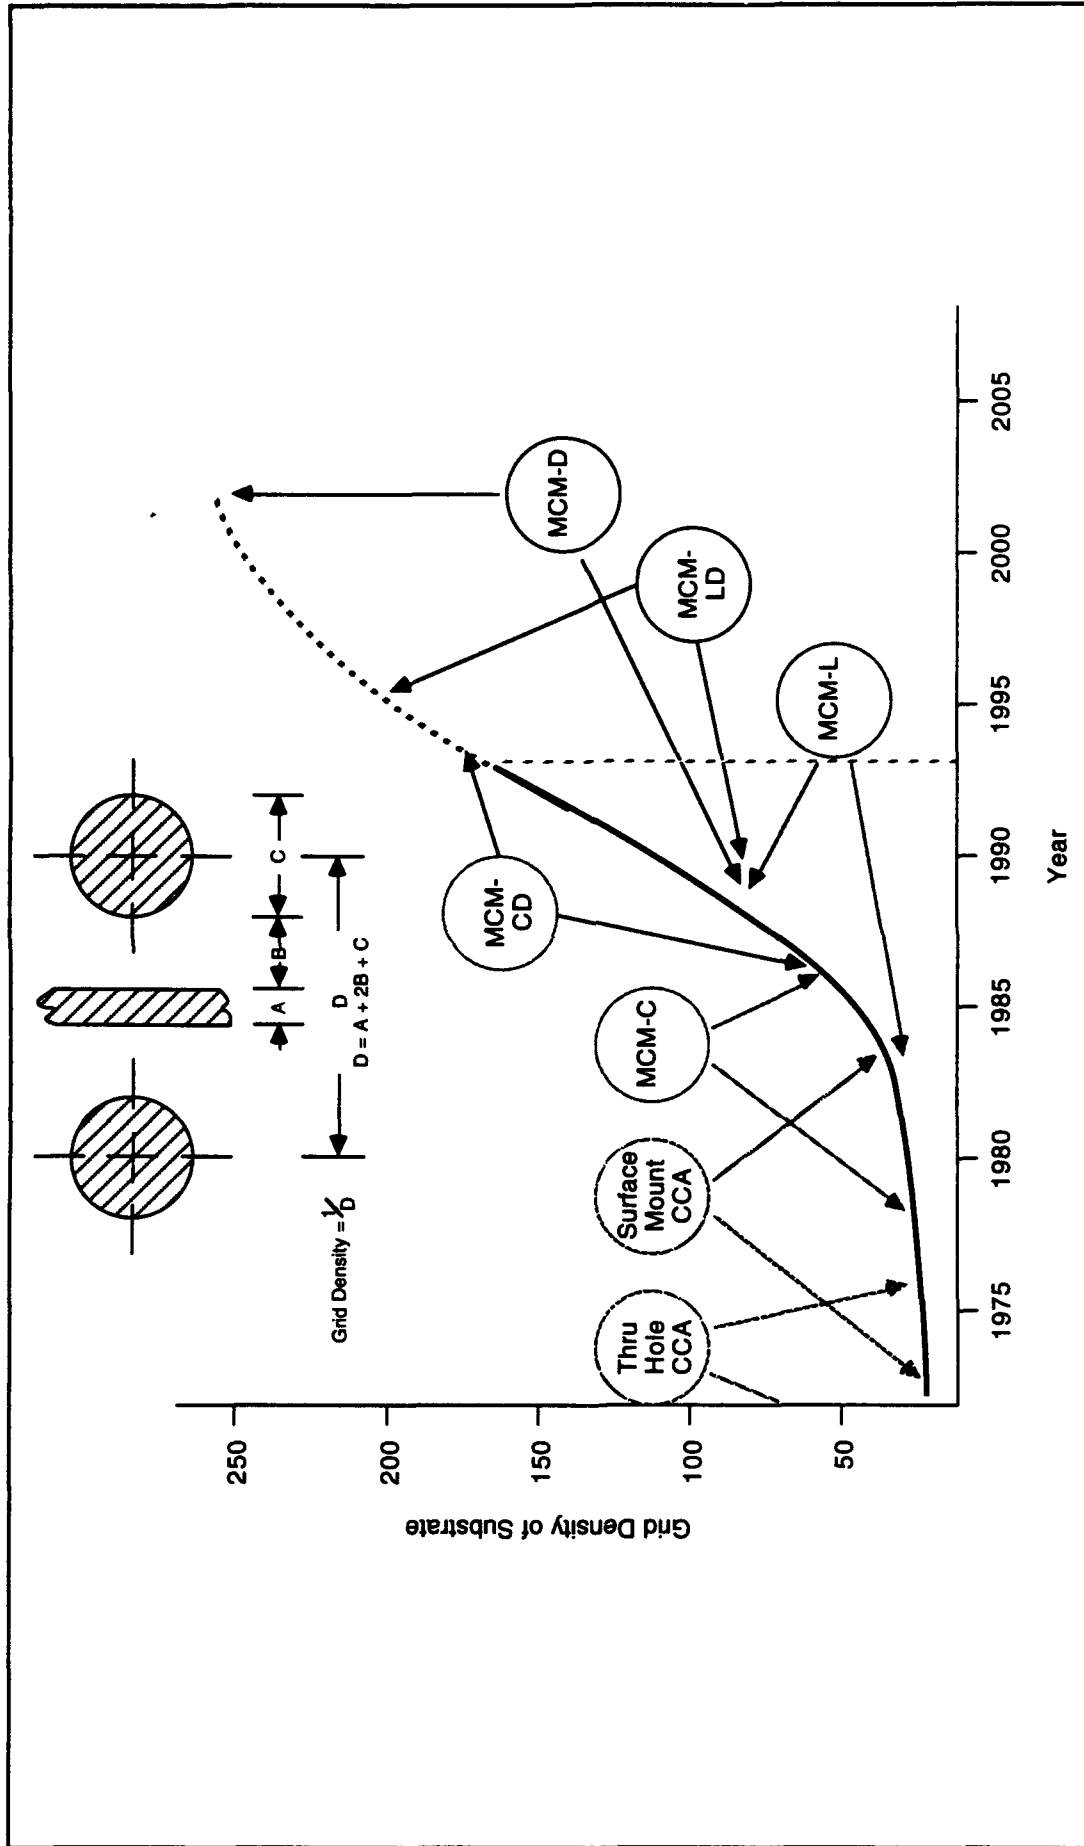 A
B
C
D
D = A + 2B + C
Grid Density = 1/D
Grid Density of Substrate
250
200
150
100
50
Thru
Hole
CCA
Surface
Mount
CCA
MCM-C
MCM-
CD
MCM-L
MCM-
LD
MCM-D
1975
1980
1985
1990
1995
2000
2005
Year